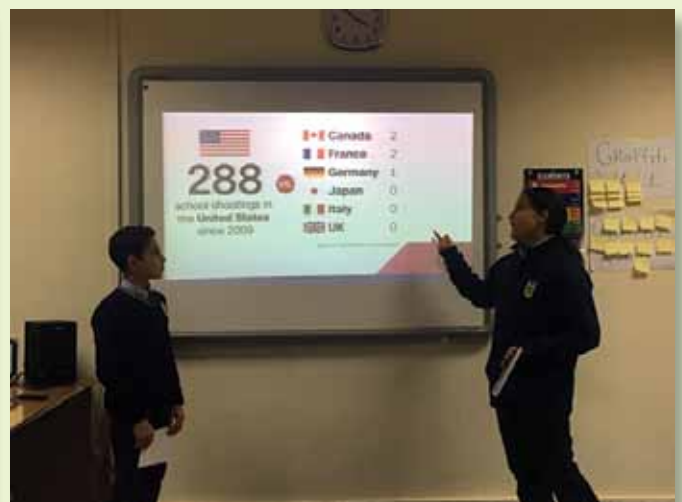 288
school shootings in
the United States
since 2009
VS
Canada 2
France 2
Germany 1
Japan 0
Italy 0
UK 0
Graffiti